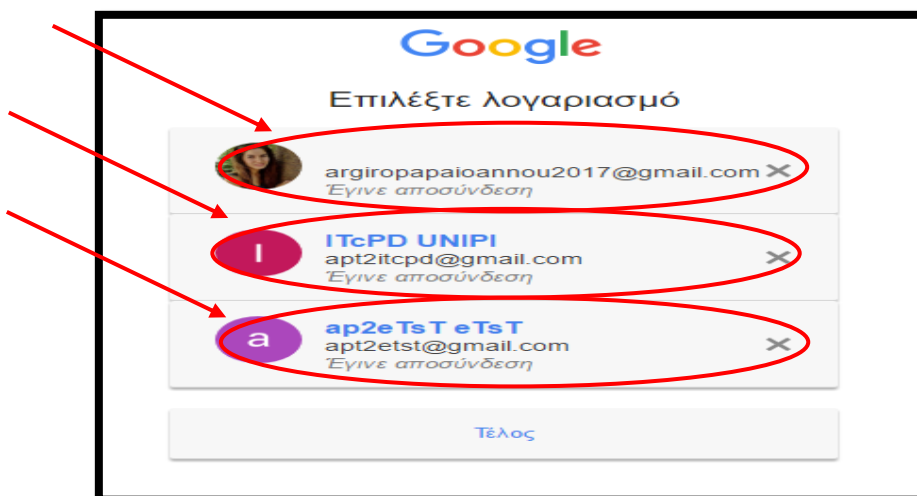 Google
Επιλέξτε λογαριασμό
argiropapaioannou2017@gmail.com ×
Έγινε αποσύνδεση
I
ITcPD UNIPI
apt2itcpd@gmail.com
×
Έγινε αποσύνδεση
a
ap2eTsT eTsT
apt2etst@gmail.com
×
Έγινε αποσύνδεση
Τέλος